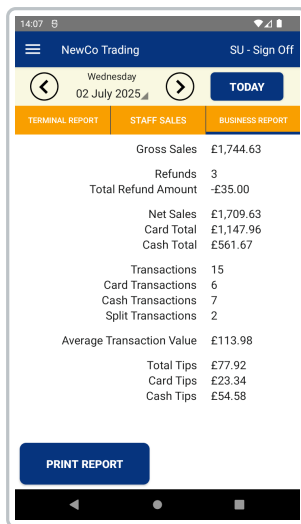 14:07
NewCo Trading SU - Sign Off
Wednesday
02 July 2025
TODAY
TERMINAL REPORT STAFF SALES BUSINESS REPORT
Gross Sales £1,744.63
Refunds 3
Total Refund Amount -£35.00
Net Sales £1,709.63
Card Total £1,147.96
Cash Total £561.67
Transactions 15
Card Transactions 6
Cash Transactions 7
Split Transactions 2
Average Transaction Value £113.98
Total Tips £77.92
Card Tips £23.34
Cash Tips £54.58
PRINT REPORT